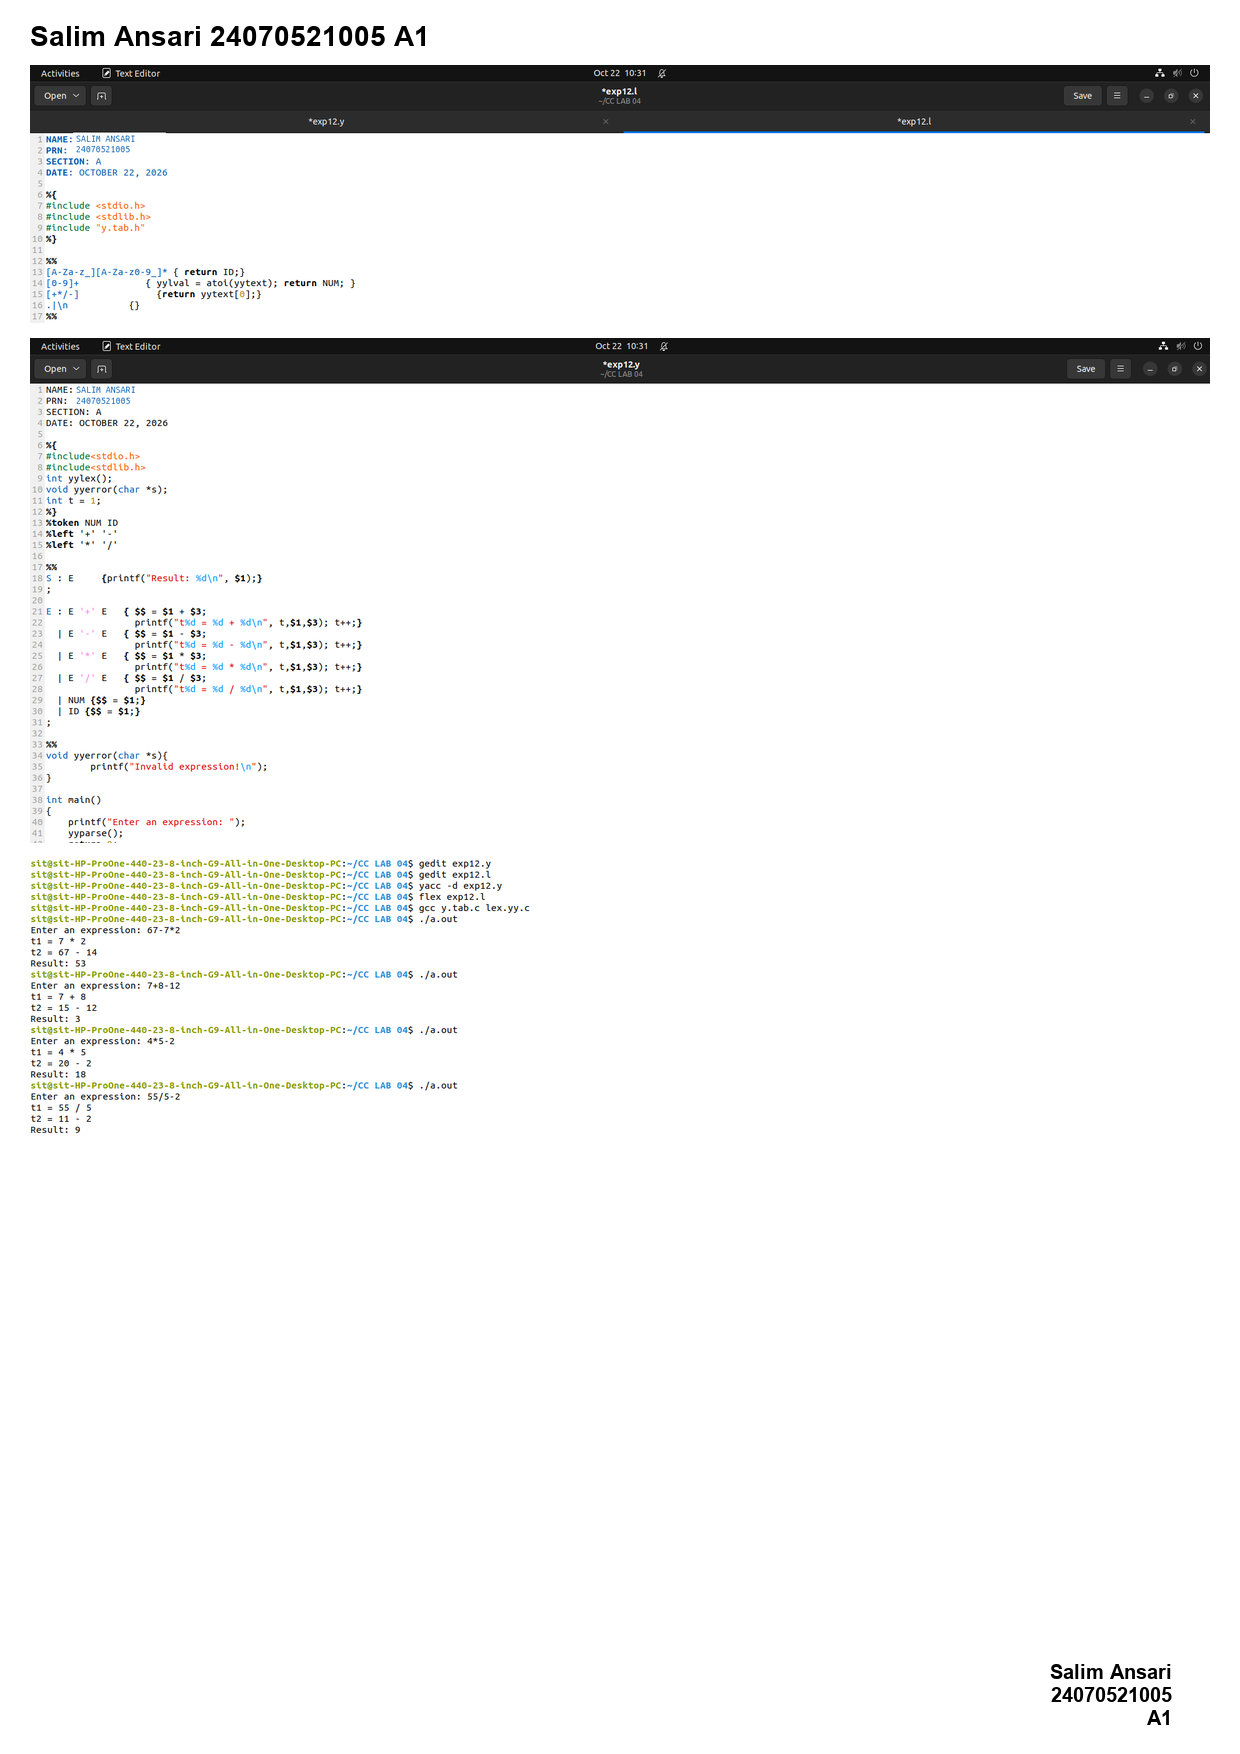 Salim Ansari 24070521005 A1
Activities Text Editor Oct 22 10:31
Open *exp12.l Save
~/CC LAB 04
*exp12.y × *exp12.l ×
1 NAME: SALIM ANSARI
2 PRN: 24070521005
3 SECTION: A
4 DATE: OCTOBER 22, 2026
5
6 %{
7 #include <stdio.h>
8 #include <stdlib.h>
9 #include "y.tab.h"
10 %}
11
12 %%
13 [A-Za-z_][A-Za-z0-9_]* { return ID;}
14 [0-9]+ { yylval = atoi(yytext); return NUM; }
15 [+*/-] {return yytext[0];}
16 .|\n {}
17 %%
Activities Text Editor Oct 22 10:31
Open *exp12.y Save
~/CC LAB 04
1 NAME: SALIM ANSARI
2 PRN: 24070521005
3 SECTION: A
4 DATE: OCTOBER 22, 2026
5
6 %{
7 #include<stdio.h>
8 #include<stdlib.h>
9 int yylex();
10 void yyerror(char *s);
11 int t = 1;
12 %}
13 %token NUM ID
14 %left '+' '-'
15 %left '*' '/'
16
17 %%
18 S : E {printf("Result: %d\n", $1);}
19 ;
20
21 E : E '+' E { $$ = $1 + $3;
22 printf("t%d = %d + %d\n", t,$1,$3); t++;}
23 | E '-' E { $$ = $1 - $3;
24 printf("t%d = %d - %d\n", t,$1,$3); t++;}
25 | E '*' E { $$ = $1 * $3;
26 printf("t%d = %d * %d\n", t,$1,$3); t++;}
27 | E '/' E { $$ = $1 / $3;
28 printf("t%d = %d / %d\n", t,$1,$3); t++;}
29 | NUM {$$ = $1;}
30 | ID {$$ = $1;}
31 ;
32
33 %%
34 void yyerror(char *s){
35 printf("Invalid expression!\n");
36 }
37
38 int main()
39 {
40 printf("Enter an expression: ");
41 yyparse();
sit@sit-HP-ProOne-440-23-8-inch-G9-All-in-One-Desktop-PC:~/CC LAB 04$ gedit exp12.y
sit@sit-HP-ProOne-440-23-8-inch-G9-All-in-One-Desktop-PC:~/CC LAB 04$ gedit exp12.l
sit@sit-HP-ProOne-440-23-8-inch-G9-All-in-One-Desktop-PC:~/CC LAB 04$ yacc -d exp12.y
sit@sit-HP-ProOne-440-23-8-inch-G9-All-in-One-Desktop-PC:~/CC LAB 04$ flex exp12.l
sit@sit-HP-ProOne-440-23-8-inch-G9-All-in-One-Desktop-PC:~/CC LAB 04$ gcc y.tab.c lex.yy.c
sit@sit-HP-ProOne-440-23-8-inch-G9-All-in-One-Desktop-PC:~/CC LAB 04$ ./a.out
Enter an expression: 67-7*2
t1 = 7 * 2
t2 = 67 - 14
Result: 53
sit@sit-HP-ProOne-440-23-8-inch-G9-All-in-One-Desktop-PC:~/CC LAB 04$ ./a.out
Enter an expression: 7+8-12
t1 = 7 + 8
t2 = 15 - 12
Result: 3
sit@sit-HP-ProOne-440-23-8-inch-G9-All-in-One-Desktop-PC:~/CC LAB 04$ ./a.out
Enter an expression: 4*5-2
t1 = 4 * 5
t2 = 20 - 2
Result: 18
sit@sit-HP-ProOne-440-23-8-inch-G9-All-in-One-Desktop-PC:~/CC LAB 04$ ./a.out
Enter an expression: 55/5-2
t1 = 55 / 5
t2 = 11 - 2
Result: 9
Salim Ansari
24070521005
A1